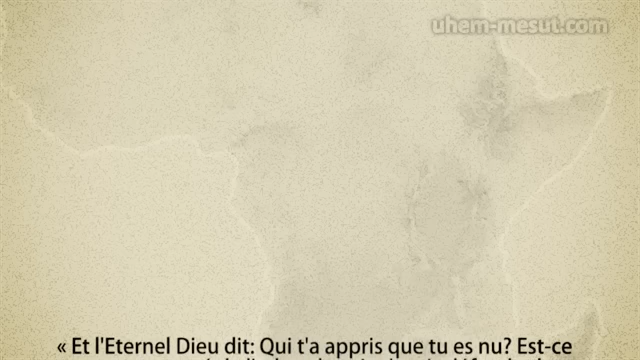 uhem-mesut.com
« Et l'Eternel Dieu dit: Qui t'a appris que tu es nu? Est-ce